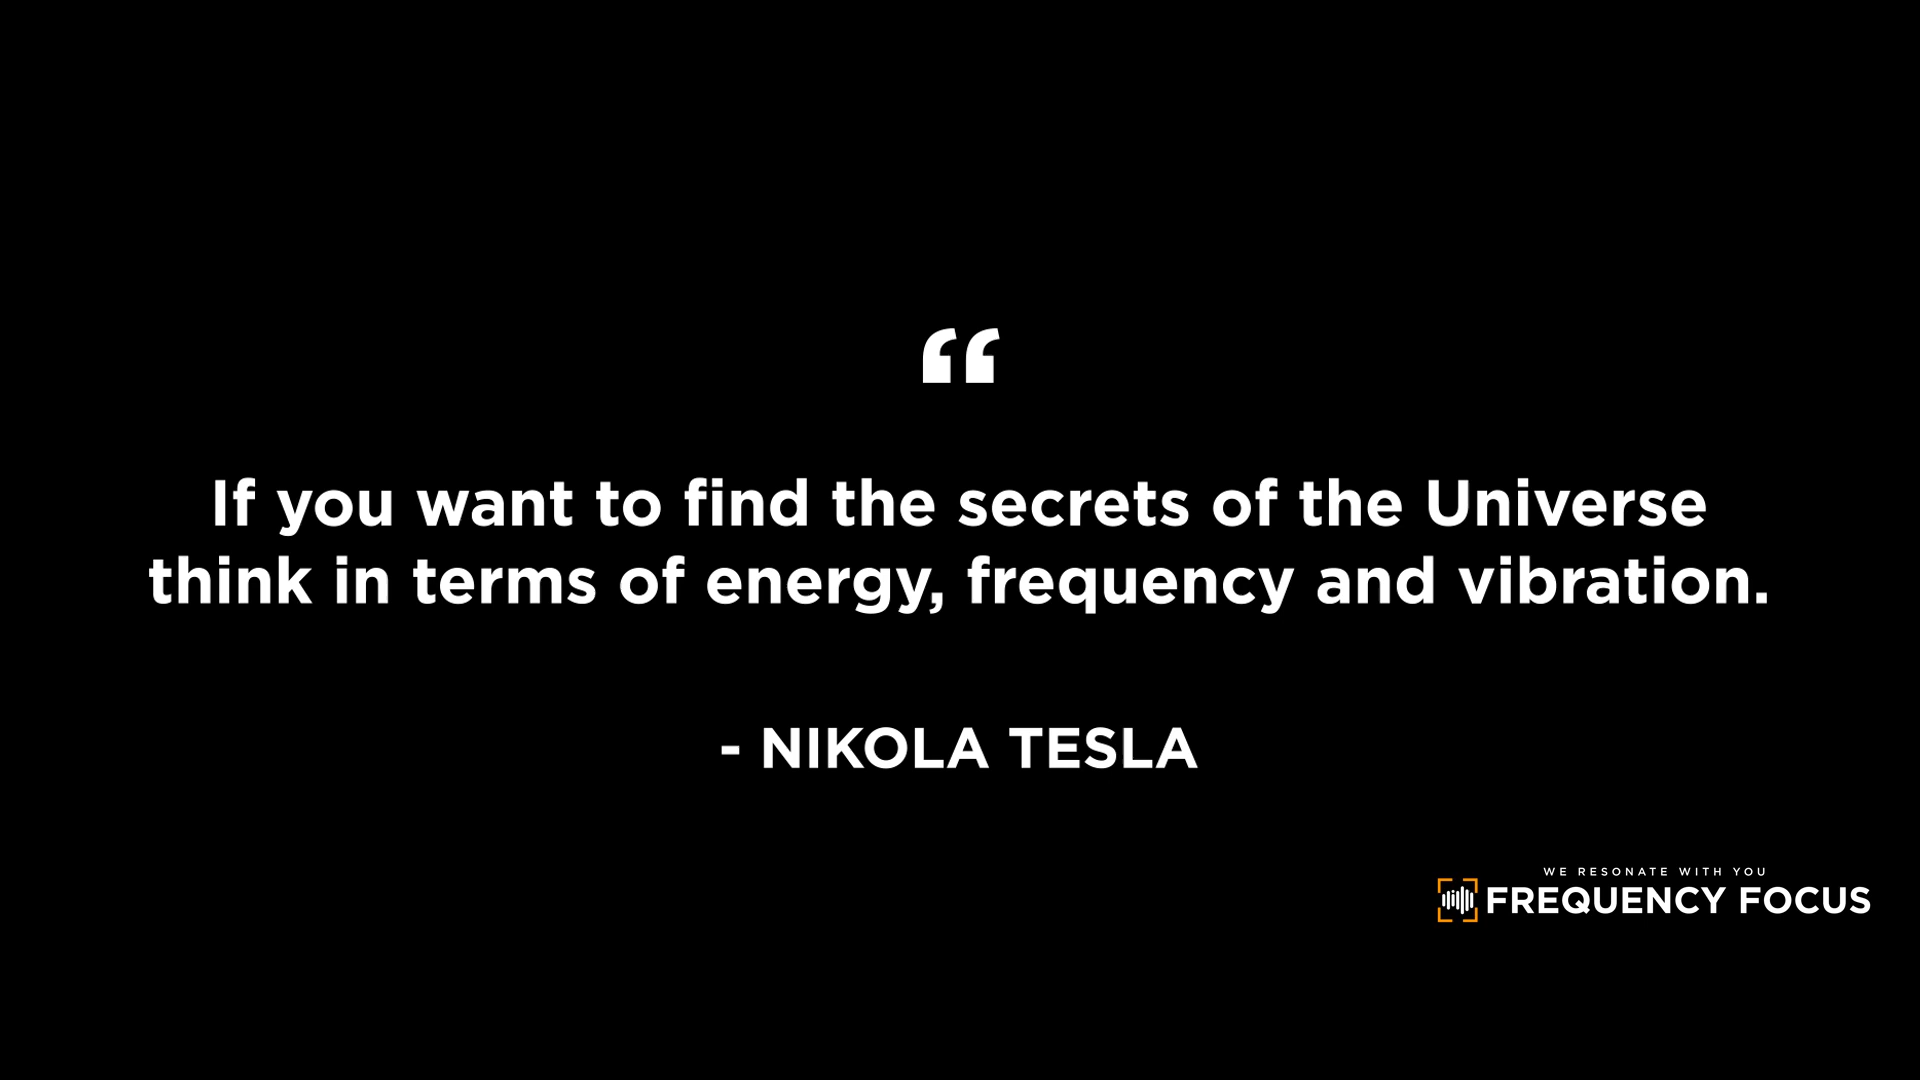 “
If you want to find the secrets of the Universe
think in terms of energy, frequency and vibration.
- NIKOLA TESLA
WE RESONATE WITH YOU
FREQUENCY FOCUS